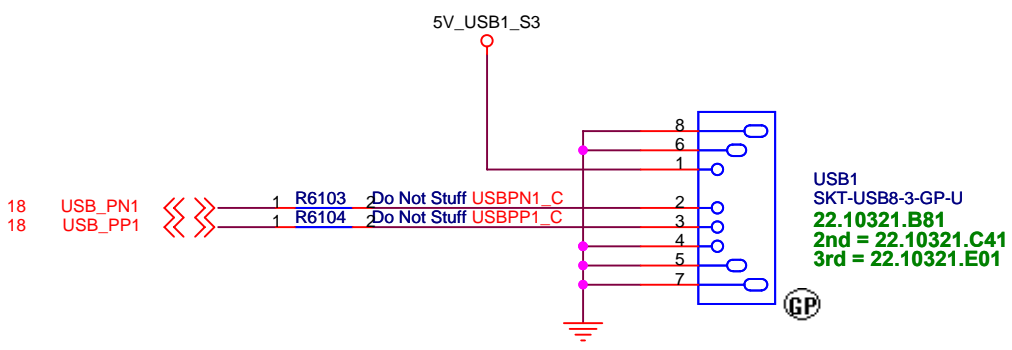 5V_USB1_S3
8
6
1
USB1
SKT-USB8-3-GP-U
18 USB_PN1 1 R6103 2 Do Not Stuff USBPN1_C 2
18 USB_PP1 1 R6104 2 Do Not Stuff USBPP1_C 3
22.10321.B81
4
2nd = 22.10321.C41
5
3rd = 22.10321.E01
7
GP